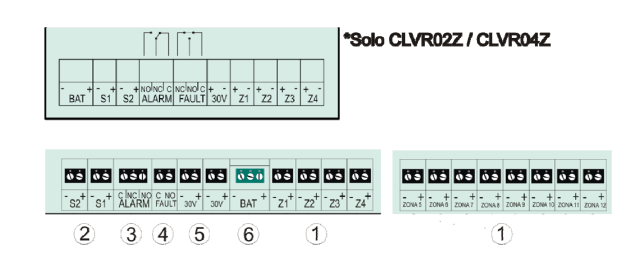 *Solo CLVR02Z / CLVR04Z
NO NC C NC NO C
- + - + - + ALARM FAULT + - + - + - + - + -
BAT S1 S2 30V Z1 Z2 Z3 Z4
- + - + C NC NO C NO - + - + - + - + - + - + - +
S2 S1 ALARM FAULT 30V 30V BAT Z1 Z2 Z3 Z4
- + - + - + - + - + - + - + - +
ZONA 5 ZONA 6 ZONA 7 ZONA 8 ZONA 9 ZONA 10 ZONA 11 ZONA 12
2 3 4 5 6 1 1